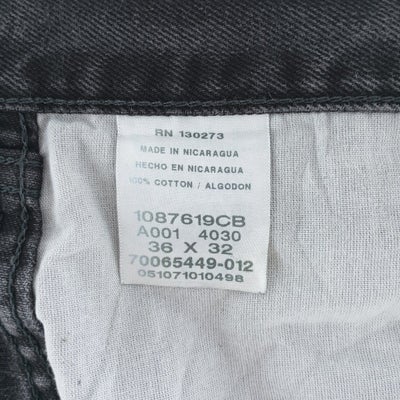 RN 130273
MADE IN NICARAGUA
HECHO EN NICARAGUA
100% COTTON / ALGODON
1087619CB
A001 4030
36 X 32
70065449-012
051071010498